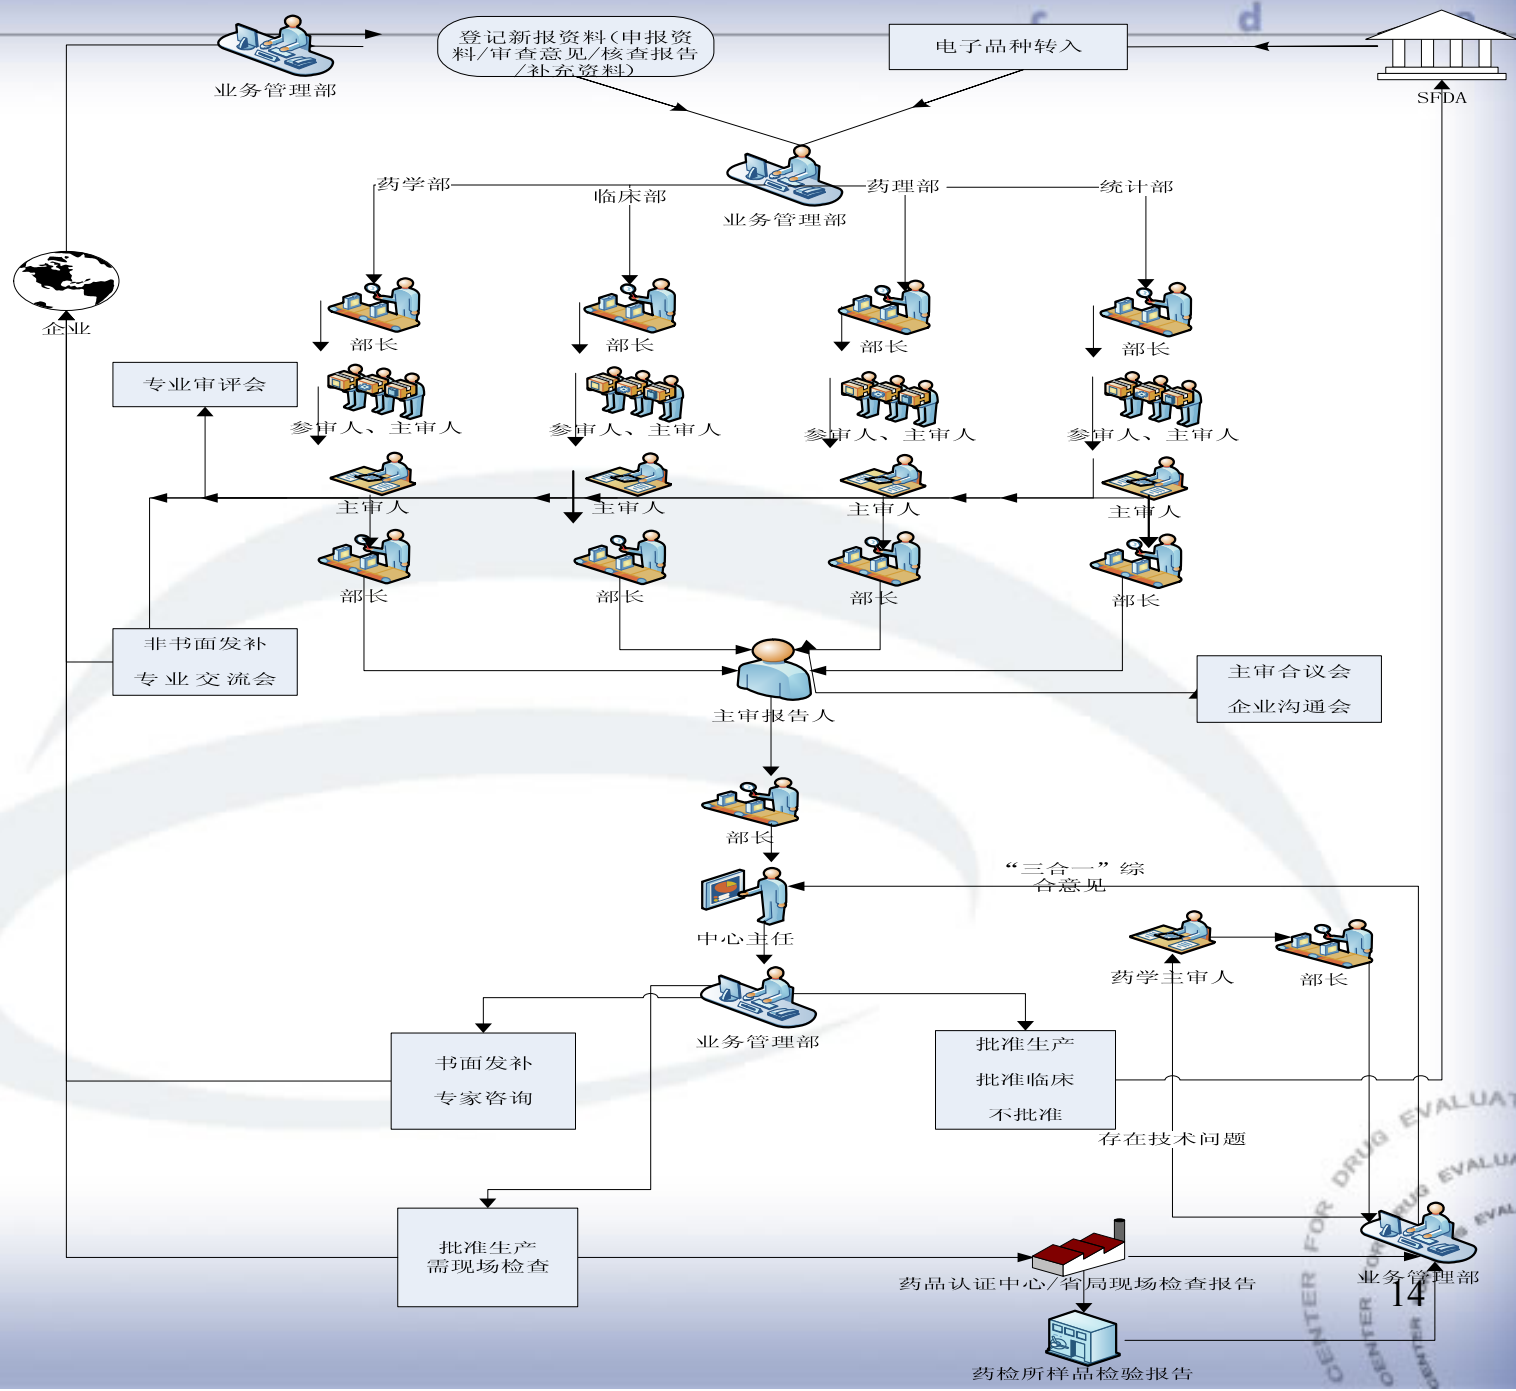 c
d
e
登记新报资料(申报资
料/审查意见/核查报告
/补充资料)
电子品种转入
业务管理部
SFDA
药学部
临床部
药理部
统计部
业务管理部
企业
部长
部长
部长
部长
专业审评会
参审人、主审人
参审人、主审人
参审人、主审人
参审人、主审人
主审人
主审人
主审人
主审人
部长
部长
部长
部长
非书面发补
专业交流会
主审合议会
企业沟通会
主审报告人
部长
“三合一”综
合意见
中心主任
药学主审人
部长
业务管理部
书面发补
专家咨询
批准生产
批准临床
不批准
存在技术问题
批准生产
需现场检查
药品认证中心/省局现场检查报告
业务管理部
14
药检所样品检验报告
CENTER FOR DRUG EVALUAT